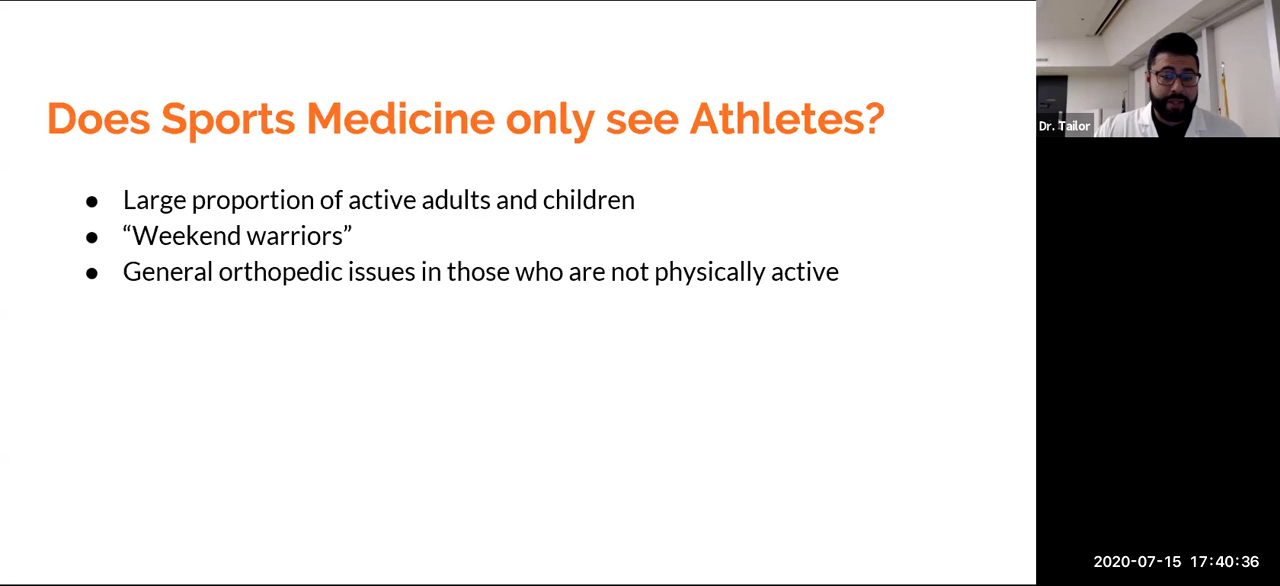 Does Sports Medicine only see Athletes?
● Large proportion of active adults and children
● “Weekend warriors”
● General orthopedic issues in those who are not physically active
Dr. Tailor
2020-07-15 17:40:36